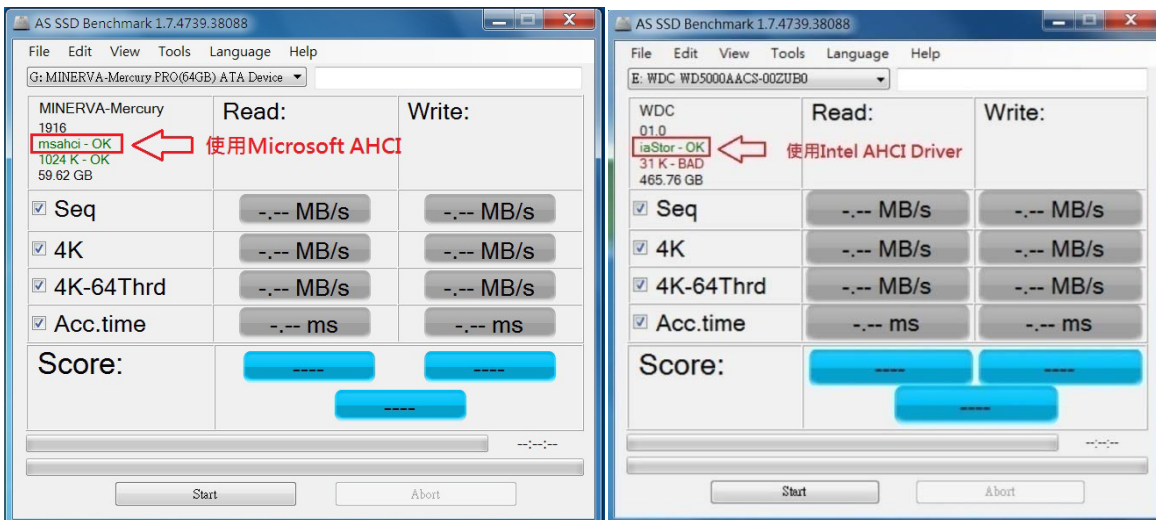 AS SSD Benchmark 1.7.4739.38088
File Edit View Tools Language Help
G: MINERVA-Mercury PRO(64GB) ATA Device
MINERVA-Mercury
1916
msahci - OK
1024 K - OK
59.62 GB
使用Microsoft AHCI
Read: Write:
Seq -.-- MB/s -.-- MB/s
4K -.-- MB/s -.-- MB/s
4K-64Thrd -.-- MB/s -.-- MB/s
Acc.time -.-- ms -.-- ms
Score: ---- ----
----
--:--:--
Start Abort
AS SSD Benchmark 1.7.4739.38088
File Edit View Tools Language Help
E: WDC WD5000AACS-00ZUB0
WDC
01.0
iaStor - OK
31 K - BAD
465.76 GB
使用Intel AHCI Driver
Read: Write:
Seq -.-- MB/s -.-- MB/s
4K -.-- MB/s -.-- MB/s
4K-64Thrd -.-- MB/s -.-- MB/s
Acc.time -.-- ms -.-- ms
Score: ---- ----
----
--:--:--
Start Abort